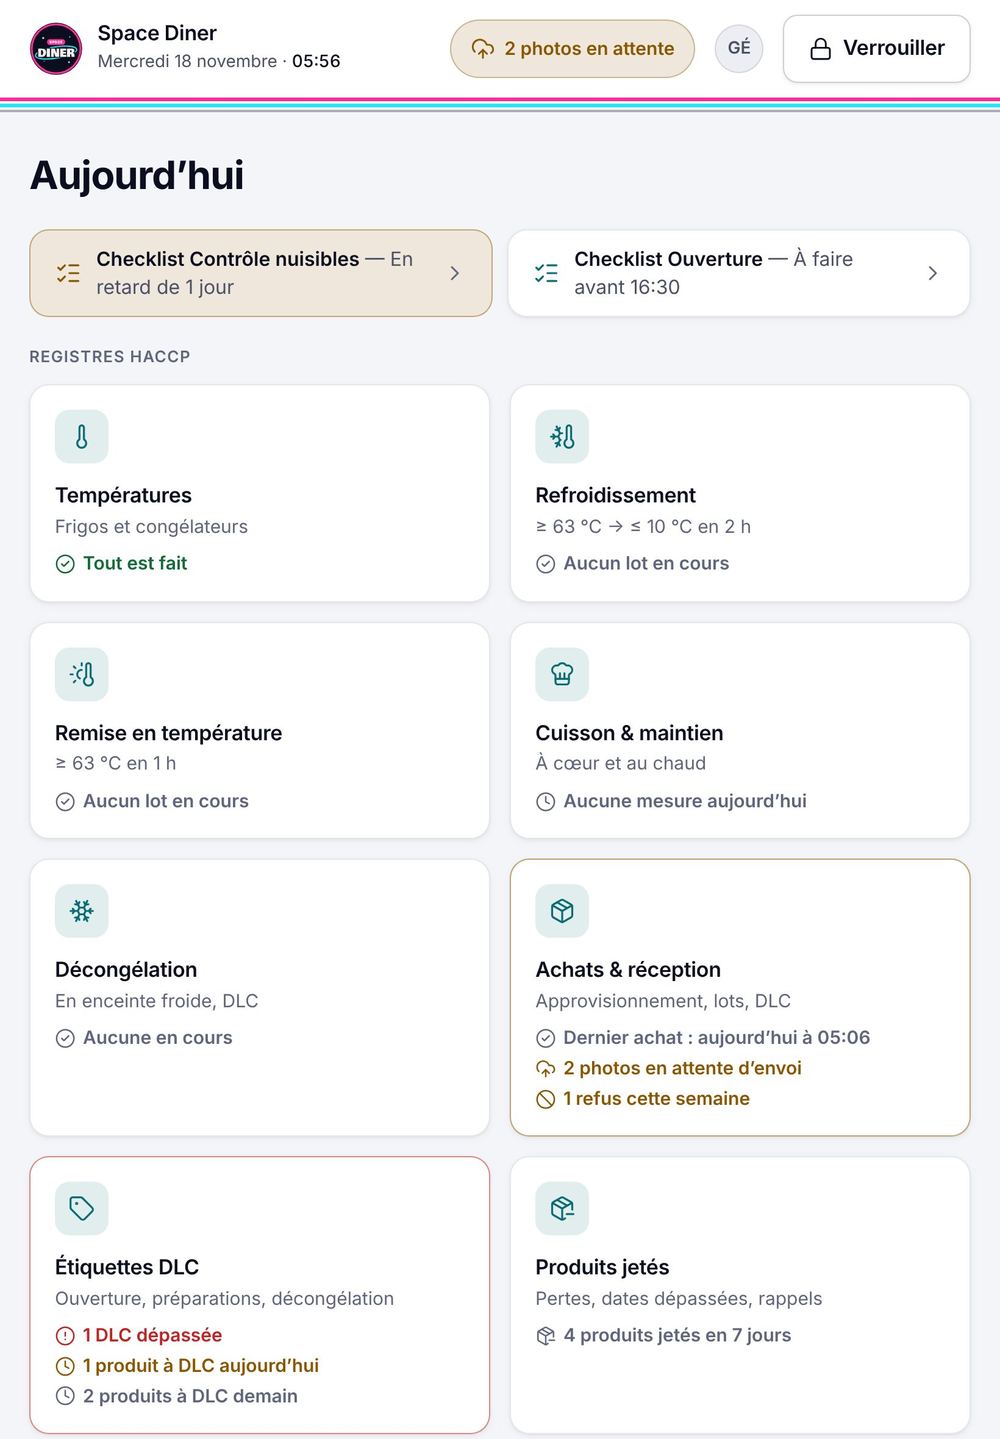 SPACE
DINER
Space Diner
Mercredi 18 novembre · 05:56
2 photos en attente
GÉ
Verrouiller
Aujourd’hui
Checklist Contrôle nuisibles — En
retard de 1 jour
Checklist Ouverture — À faire
avant 16:30
REGISTRES HACCP
Températures
Frigos et congélateurs
Tout est fait
Refroidissement
≥ 63 °C → ≤ 10 °C en 2 h
Aucun lot en cours
Remise en température
≥ 63 °C en 1 h
Aucun lot en cours
Cuisson & maintien
À cœur et au chaud
Aucune mesure aujourd’hui
Décongélation
En enceinte froide, DLC
Aucune en cours
Achats & réception
Approvisionnement, lots, DLC
Dernier achat : aujourd’hui à 05:06
2 photos en attente d’envoi
1 refus cette semaine
Étiquettes DLC
Ouverture, préparations, décongélation
1 DLC dépassée
1 produit à DLC aujourd’hui
2 produits à DLC demain
Produits jetés
Pertes, dates dépassées, rappels
4 produits jetés en 7 jours